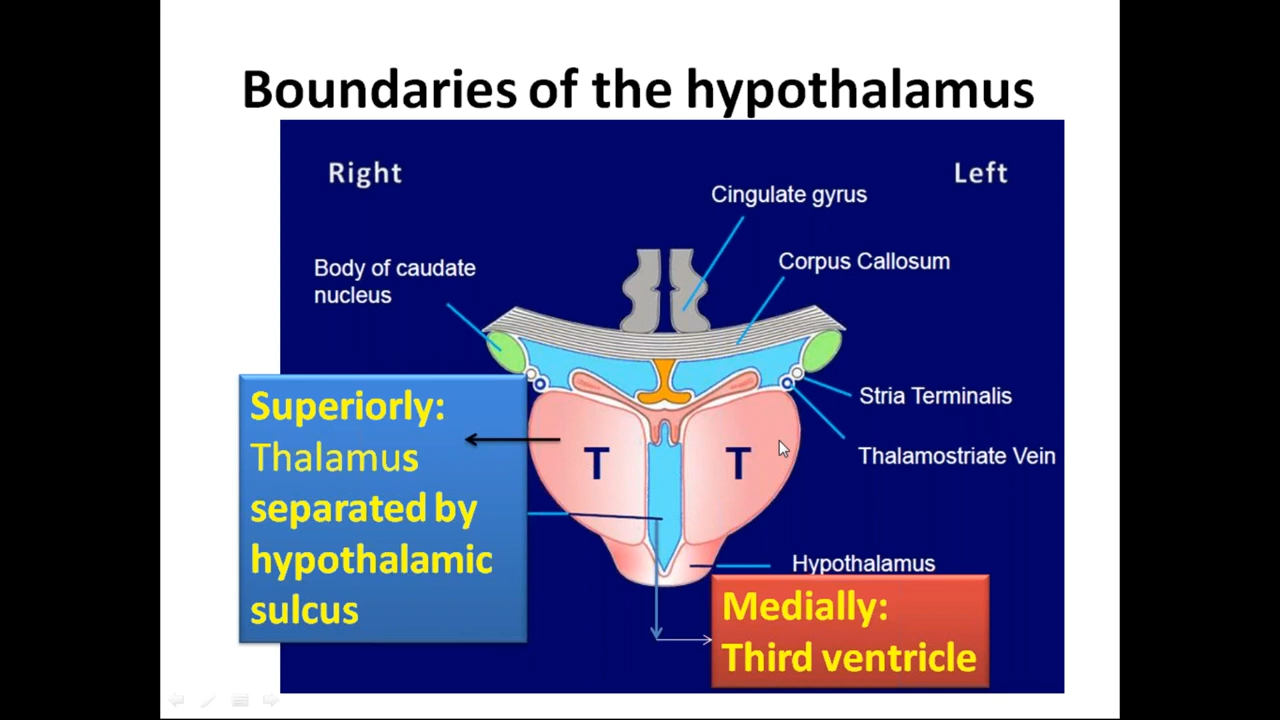 Boundaries of the hypothalamus
Right
Left
Cingulate gyrus
Corpus Callosum
Body of caudate
nucleus
Superiorly:
Thalamus
separated by
hypothalamic
sulcus
T
T
Stria Terminalis
Thalamostriate Vein
Hypothalamus
Medially:
Third ventricle